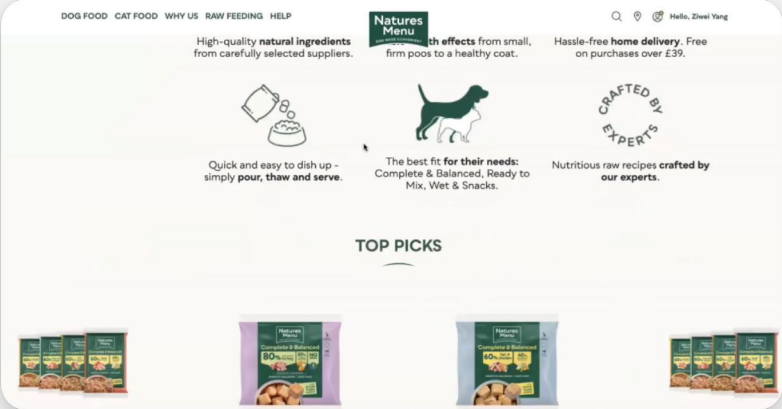 DOG FOOD CAT FOOD WHY US RAW FEEDING HELP
Natures
Menu
Hello, Ziwei Yang
High-quality natural ingredients
from carefully selected suppliers.
th effects from small,
firm poos to a healthy coat.
Hassle-free home delivery. Free
on purchases over £39.
CRAFTED BY
EXPERTS
Quick and easy to dish up -
simply pour, thaw and serve.
The best fit for their needs:
Complete & Balanced, Ready to
Mix, Wet & Snacks.
Nutritious raw recipes crafted by
our experts.
TOP PICKS
Natures
Menu
Complete & Balanced
80%
Natures
Menu
Complete & Balanced
60%